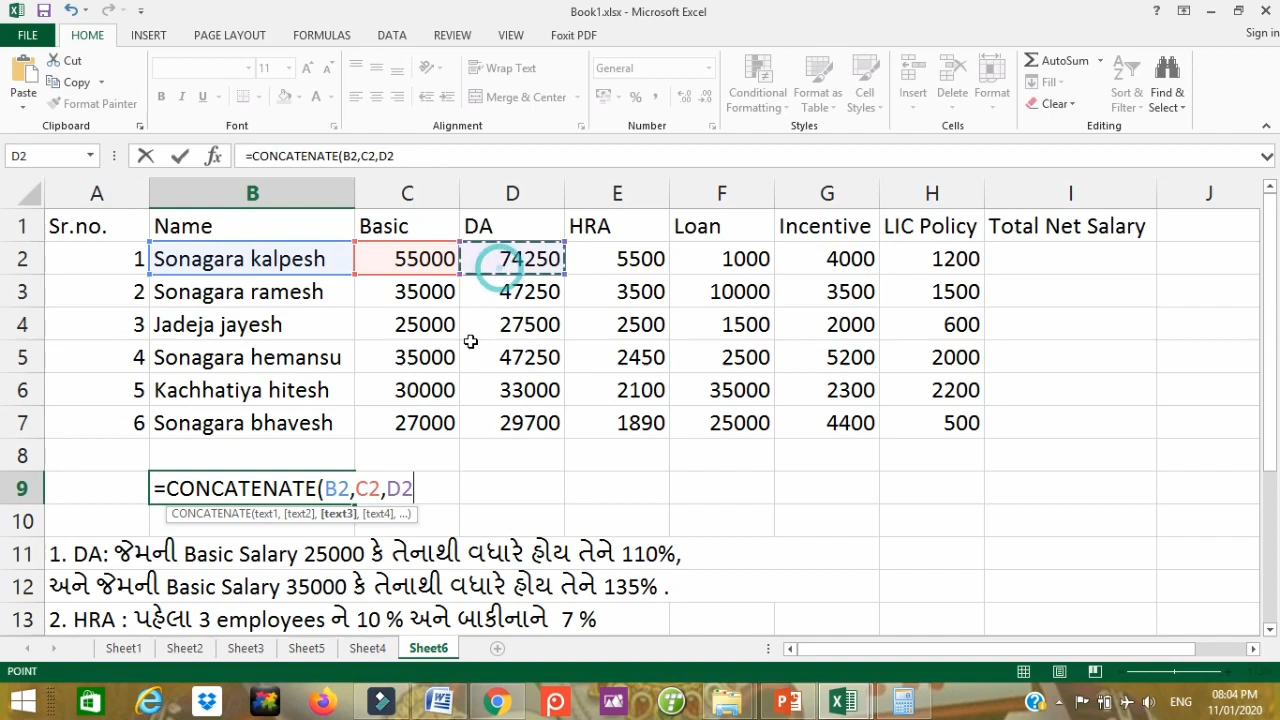 Book1.xlsx - Microsoft Excel
Sign in
FILE HOME INSERT PAGE LAYOUT FORMULAS DATA REVIEW VIEW Foxit PDF
Paste Cut Copy Format Painter
11 A A B I U A
Wrap Text Merge & Center
General % ,
Conditional Formatting Format as Table Cell Styles
Insert Delete Format
AutoSum Fill Clear Sort & Filter Find & Select
Clipboard Font Alignment Number Styles Cells Editing
D2 fx =CONCATENATE(B2,C2,D2
A B C D E F G H I J
1 Sr.no. Name Basic DA HRA Loan Incentive LIC Policy Total Net Salary
2 1 Sonagara kalpesh 55000 74250 5500 1000 4000 1200
3 2 Sonagara ramesh 35000 47250 3500 10000 3500 1500
4 3 Jadeja jayesh 25000 27500 2500 1500 2000 600
5 4 Sonagara hemansu 35000 47250 2450 2500 5200 2000
6 5 Kachhatiya hitesh 30000 33000 2100 35000 2300 2200
7 6 Sonagara bhavesh 27000 29700 1890 25000 4400 500
8
9 =CONCATENATE(B2,C2,D2
CONCATENATE(text1, [text2], [text3], [text4], ...)
10
11 1. DA: જેમની Basic Salary 25000 કે તેનાથી વધારે હોય તેને 110%,
12 અને જેમની Basic Salary 35000 કે તેનાથી વધારે હોય તેને 135% .
13 2. HRA : પહેલા 3 employees ને 10 % અને બાકીનાને 7 %
Sheet1 Sheet2 Sheet3 Sheet5 Sheet4 Sheet6
POINT
ENG 08:04 PM
11/01/2020